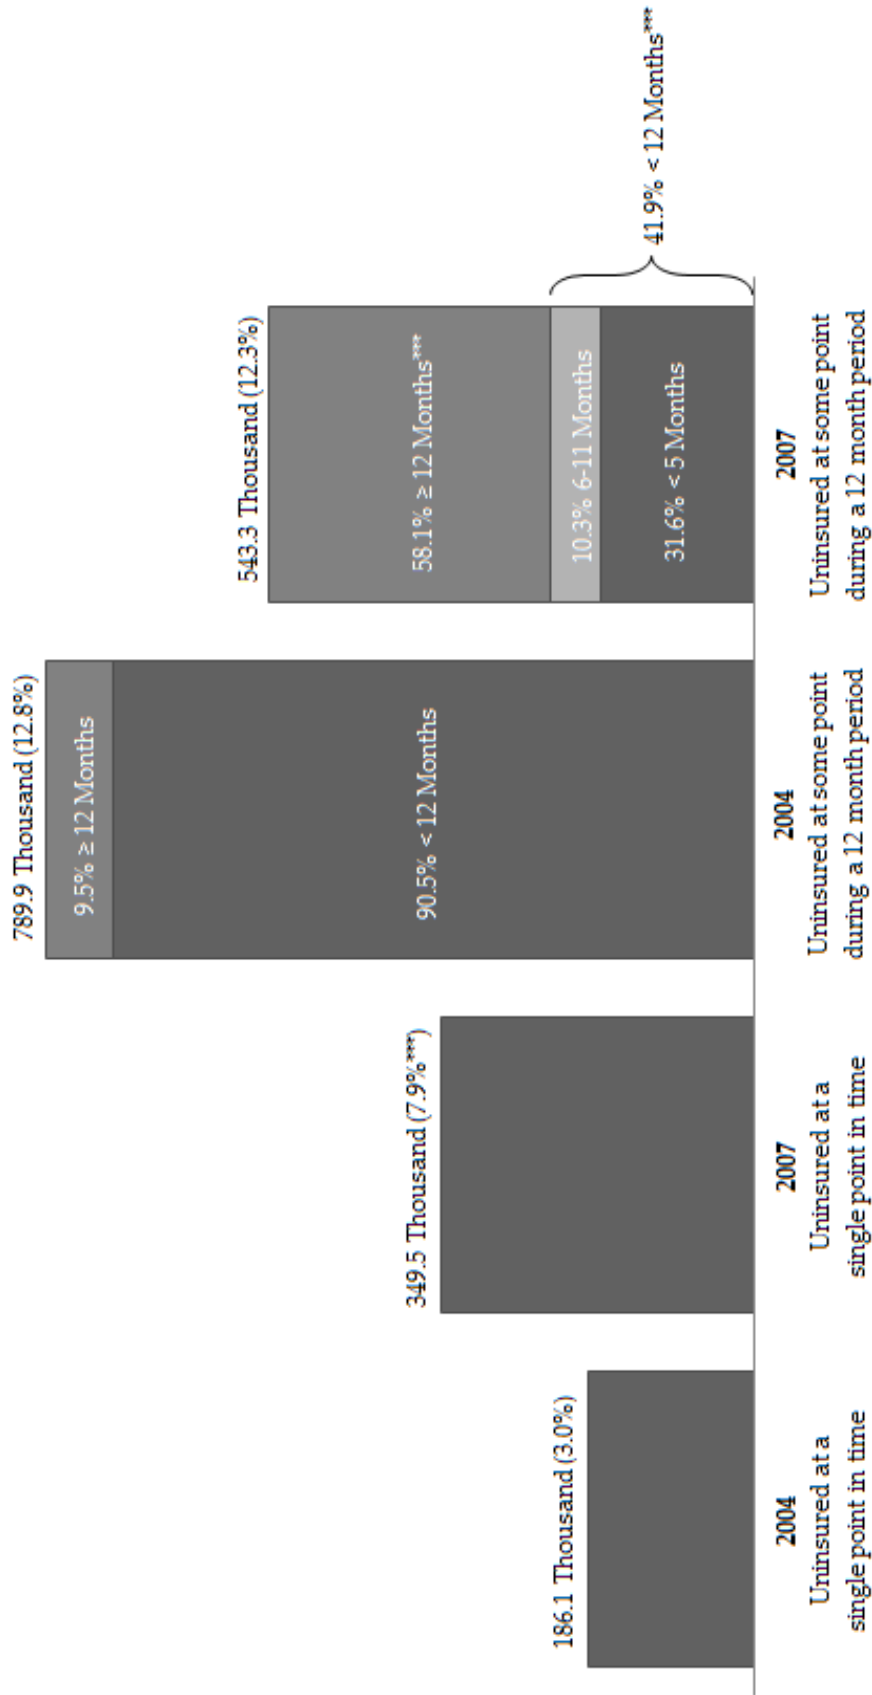 186.1 Thousand (3.0%)
2004
Uninsured at a
single point in time
349.5 Thousand (7.9%***)
2007
Uninsured at a
single point in time
789.9 Thousand (12.8%)
9.5% ≥ 12 Months
90.5% < 12 Months
2004
Uninsured at some point
during a 12 month period
543.3 Thousand (12.3%)
58.1% ≥ 12 Months***
10.3% 6-11 Months
31.6% < 5 Months
41.9% < 12 Months***
2007
Uninsured at some point
during a 12 month period